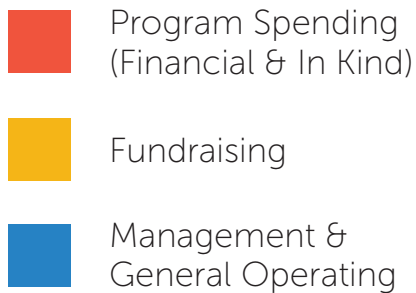 Program Spending
(Financial & In Kind)
Fundraising
Management &
General Operating